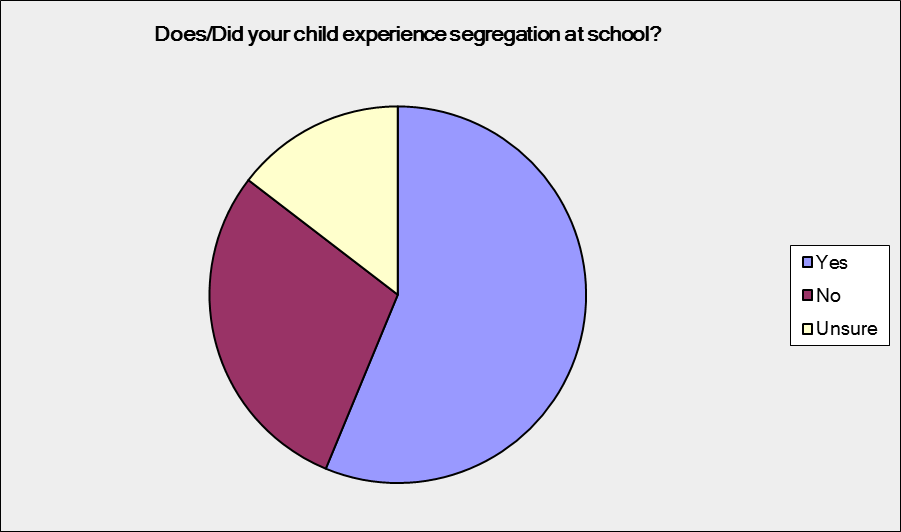 Does/Did your child experience segregation at school?
Yes
No
Unsure